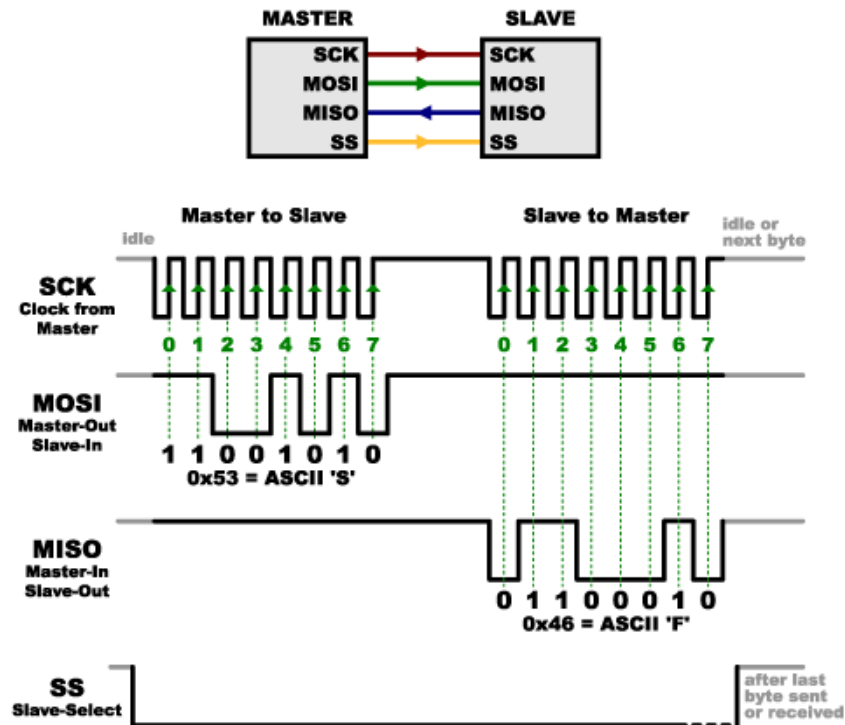 MASTER SLAVE
SCK SCK
MOSI MOSI
MISO MISO
SS SS
Master to Slave Slave to Master
idle
idle or
next byte
SCK
Clock from
Master
0 1 2 3 4 5 6 7 0 1 2 3 4 5 6 7
MOSI
Master-Out
Slave-In
1 1 0 0 1 0 1 0
0x53 = ASCII 'S'
MISO
Master-In
Slave-Out
0 1 1 0 0 0 1 0
0x46 = ASCII 'F'
SS
Slave-Select
after last
byte sent
or received